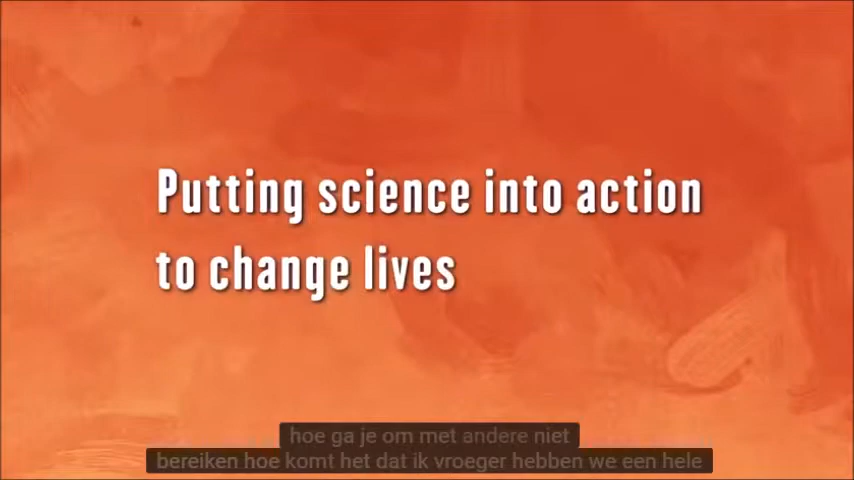 Putting science into action
to change lives
hoe ga je om met andere niet
bereiken hoe komt het dat ik vroeger hebben we een hele